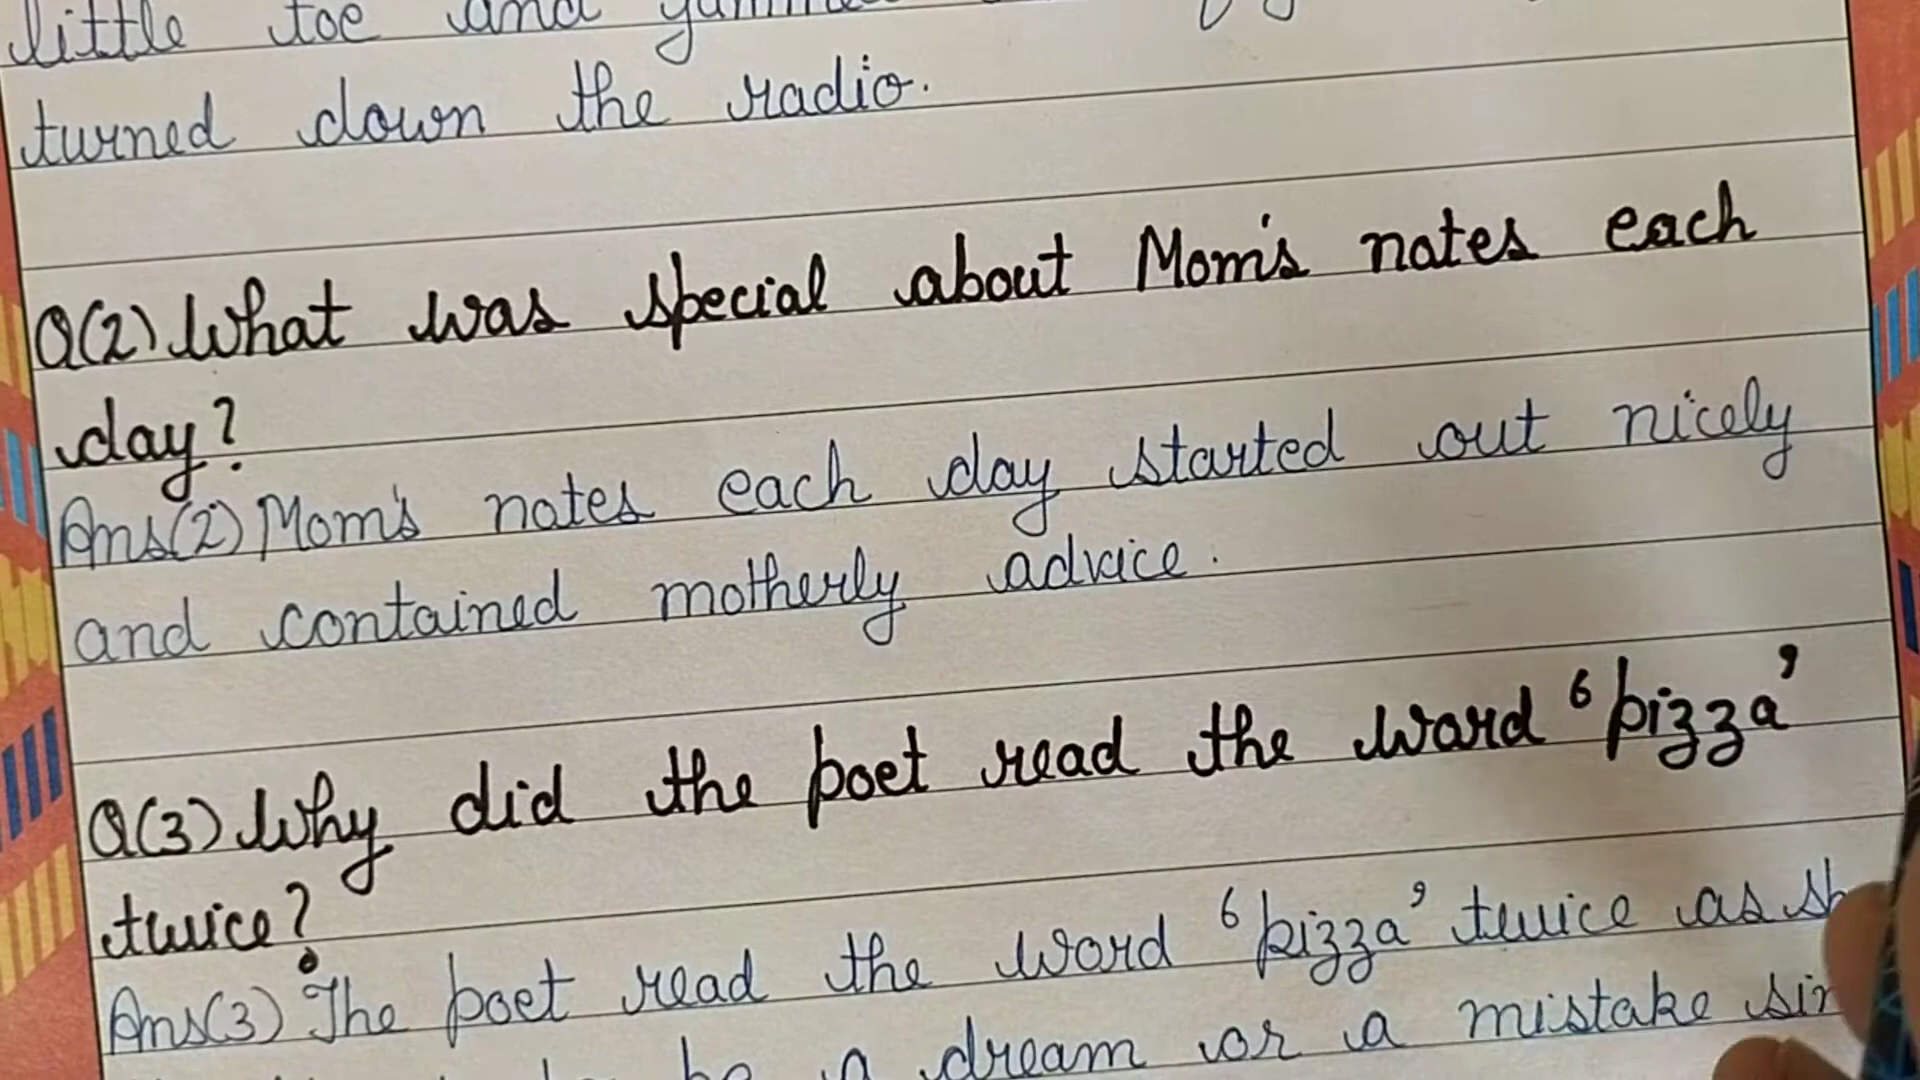 little toe and
turned down the radio.
Q(2) What was special about Mom's notes each
day?
Ans(2) Mom's notes each day started out nicely
and contained motherly advice.
Q(3) Why did the poet read the word ‘pizza’
twice?
Ans(3) The poet read the word ‘pizza’ twice as
a dream or a mistake